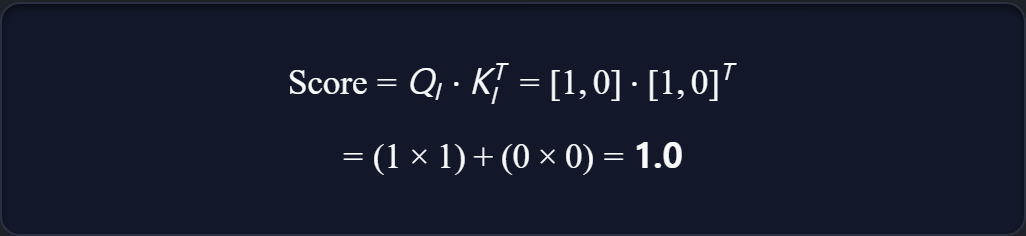 Score = Q_I · K_I^T = [1, 0] · [1, 0]^T
= (1 × 1) + (0 × 0) = 1.0